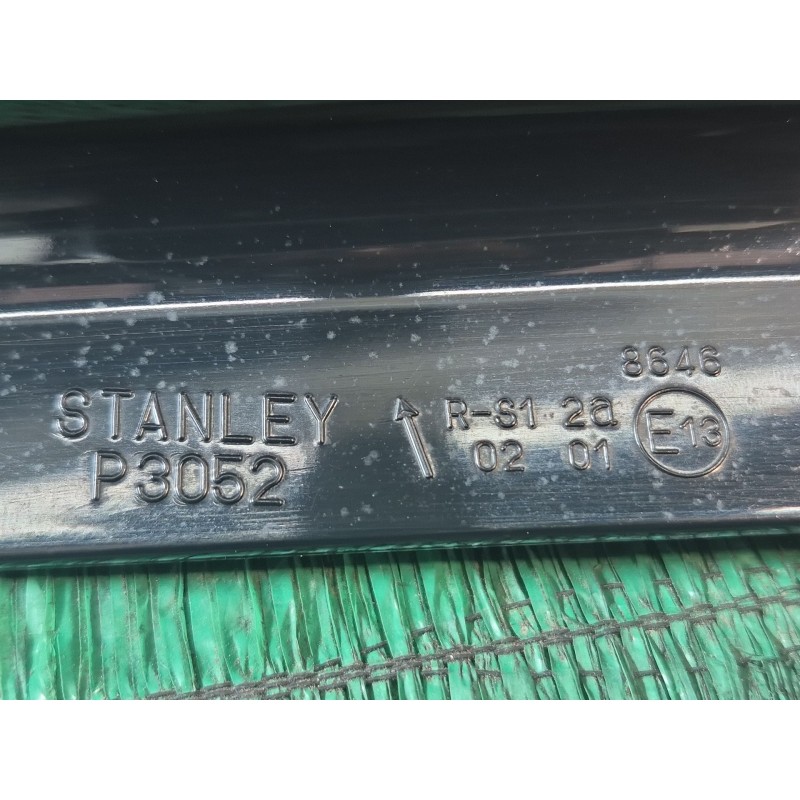 8646
STANLEY ↑ R-S1 2a E13
P3052 02 01